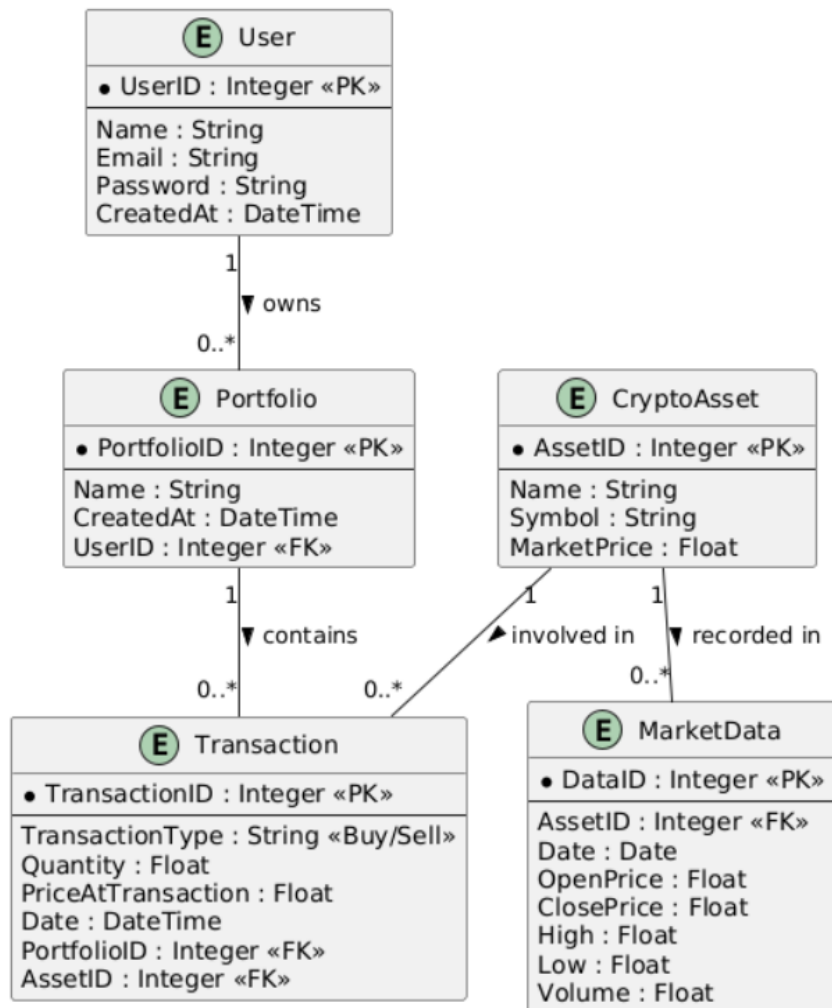 E User
UserID : Integer «PK»
Name : String
Email : String
Password : String
CreatedAt : DateTime
1
owns
0..*
E Portfolio
PortfolioID : Integer «PK»
Name : String
CreatedAt : DateTime
UserID : Integer «FK»
E CryptoAsset
AssetID : Integer «PK»
Name : String
Symbol : String
MarketPrice : Float
1
contains
0..*
1
involved in
0..*
1
recorded in
0..*
E Transaction
TransactionID : Integer «PK»
TransactionType : String «Buy/Sell»
Quantity : Float
PriceAtTransaction : Float
Date : DateTime
PortfolioID : Integer «FK»
AssetID : Integer «FK»
E MarketData
DataID : Integer «PK»
AssetID : Integer «FK»
Date : Date
OpenPrice : Float
ClosePrice : Float
High : Float
Low : Float
Volume : Float